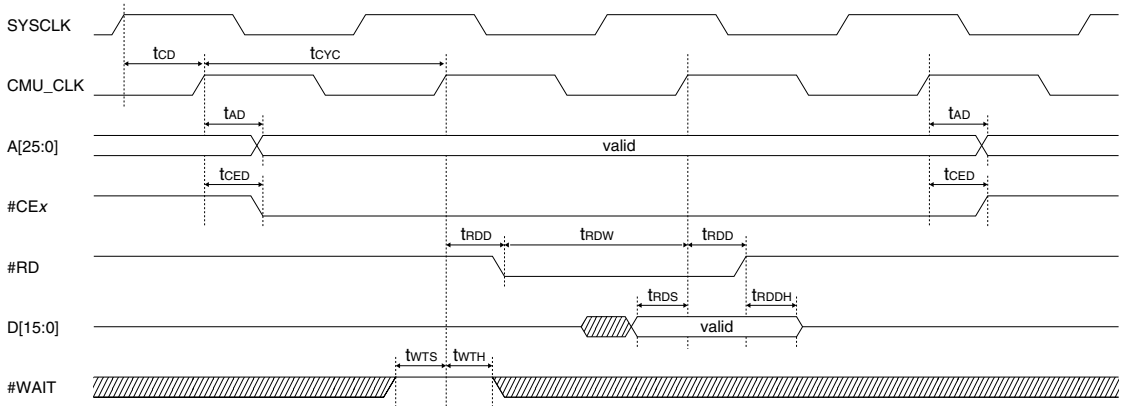 SYSCLK
tCD tCYC
CMU_CLK
tAD tAD
A[25:0] valid
tCED tCED
#CEx
tRDD tRDW tRDD
#RD
tRDS tRDDH
D[15:0] valid
tWTS tWTH
#WAIT